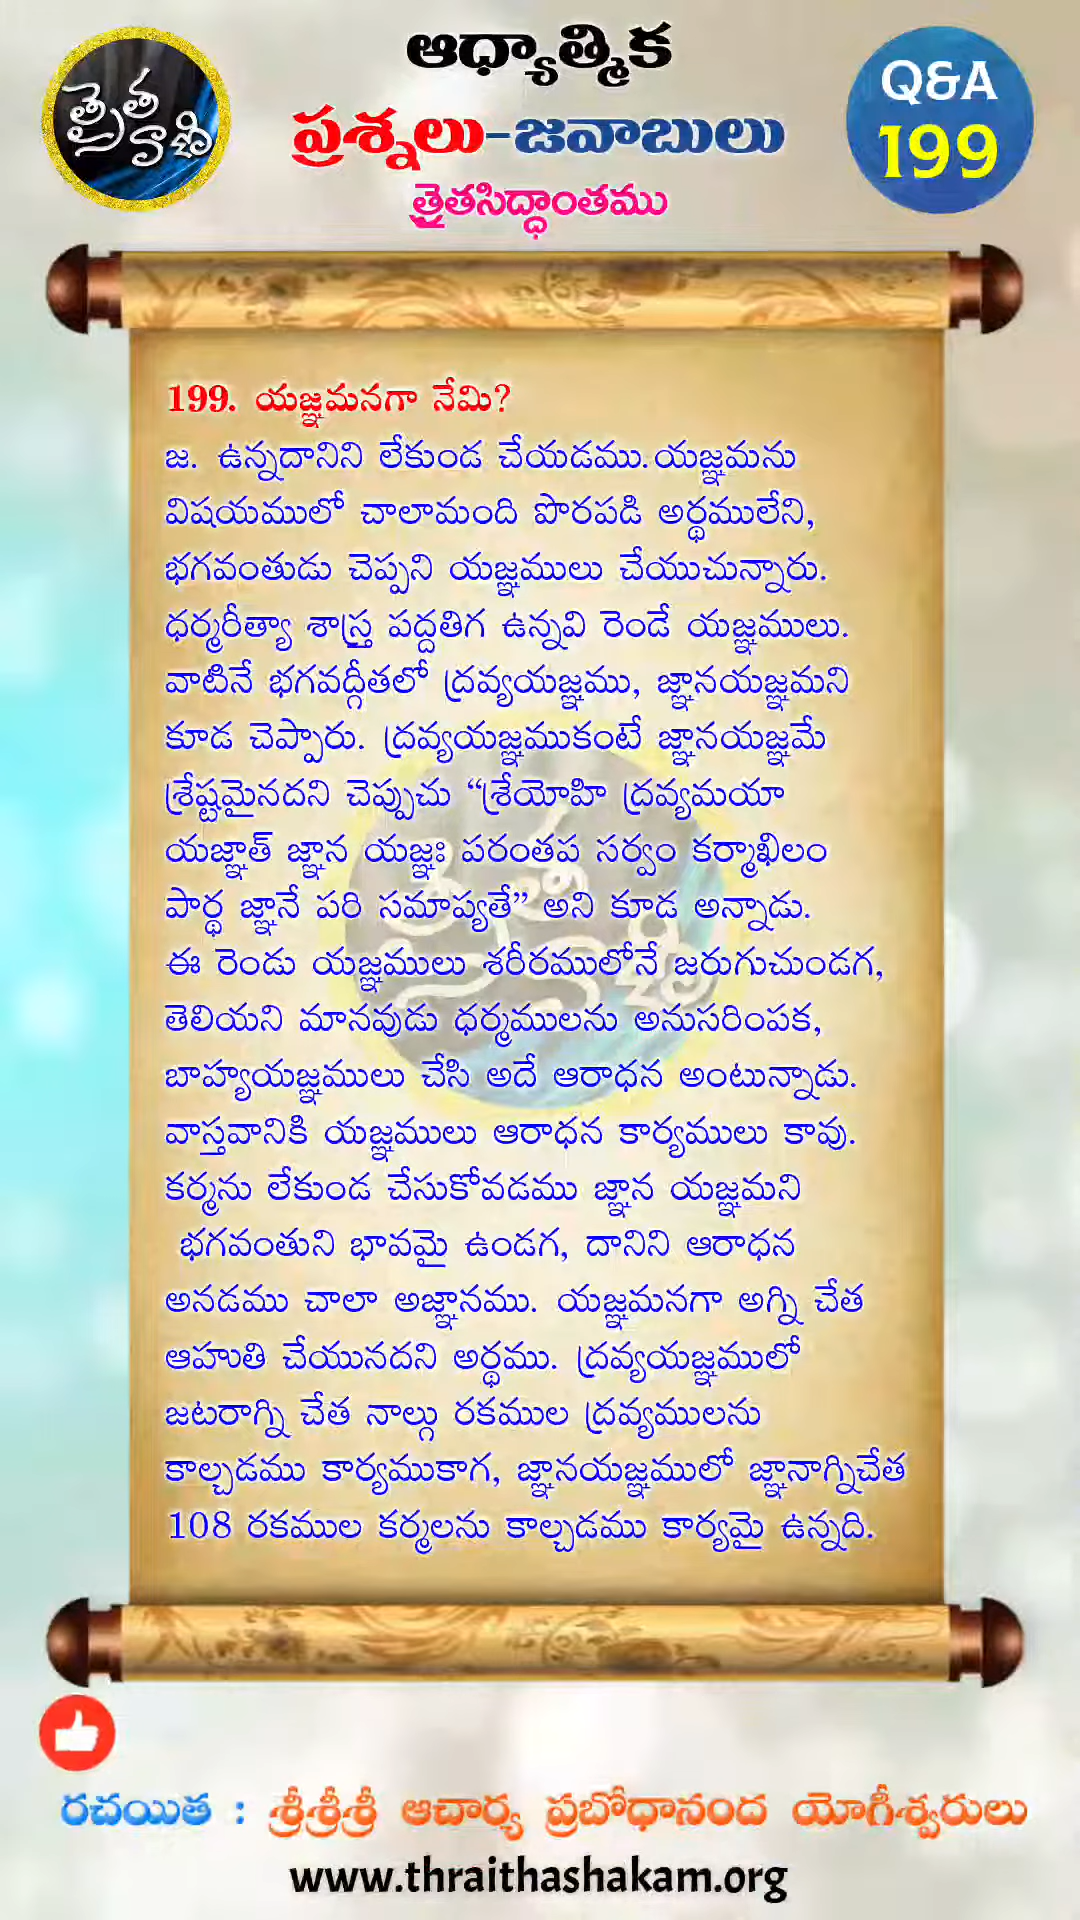 త్రైత
వాణి
ఆధ్యాత్మిక
ప్రశ్నలు-జవాబులు
త్రైతసిద్ధాంతము
Q&A
199
199. యజ్ఞమనగా నేమి?
జ. ఉన్నదానిని లేకుండ చేయడము.యజ్ఞమను
విషయములో చాలామంది పొరపడి అర్థములేని,
భగవంతుడు చెప్పని యజ్ఞములు చేయుచున్నారు.
ధర్మరీత్యా శాస్త్ర పద్దతిగ ఉన్నవి రెండే యజ్ఞములు.
వాటినే భగవద్గీతలో ద్రవ్యయజ్ఞము, జ్ఞానయజ్ఞమని
కూడ చెప్పారు. ద్రవ్యయజ్ఞముకంటే జ్ఞానయజ్ఞమే
శ్రేష్టమైనదని చెప్పుచు “శ్రేయోహి ద్రవ్యమయా
యజ్ఞాత్ జ్ఞాన యజ్ఞః పరంతప సర్వం కర్మాఖిలం
పార్థ జ్ఞానే పరి సమాప్యతే” అని కూడ అన్నాడు.
ఈ రెండు యజ్ఞములు శరీరములోనే జరుగుచుండగ,
తెలియని మానవుడు ధర్మములను అనుసరింపక,
బాహ్యయజ్ఞములు చేసి అదే ఆరాధన అంటున్నాడు.
వాస్తవానికి యజ్ఞములు ఆరాధన కార్యములు కావు.
కర్మను లేకుండ చేసుకోవడము జ్ఞాన యజ్ఞమని
భగవంతుని భావమై ఉండగ, దానిని ఆరాధన
అనడము చాలా అజ్ఞానము. యజ్ఞమనగా అగ్ని చేత
ఆహుతి చేయునదని అర్థము. ద్రవ్యయజ్ఞములో
జటరాగ్ని చేత నాల్గు రకముల ద్రవ్యములను
కాల్చడము కార్యముకాగ, జ్ఞానయజ్ఞములో జ్ఞానాగ్నిచేత
108 రకముల కర్మలను కాల్చడము కార్యమై ఉన్నది.
రచయిత : శ్రీశ్రీశ్రీ ఆచార్య ప్రబోధానంద యోగీశ్వరులు
www.thraithashakam.org